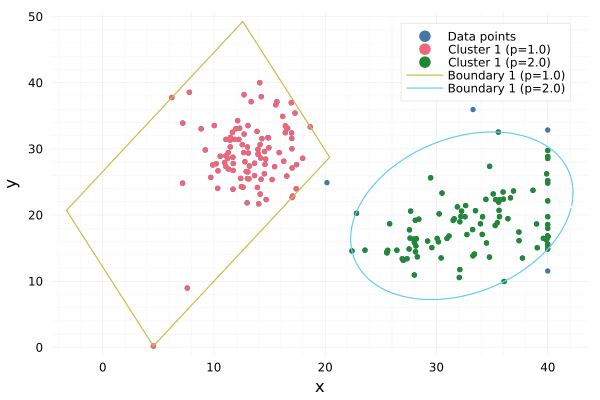 50
40
30
20
10
0
y
0
10
20
30
40
x
Data points
Cluster 1 (p=1.0)
Cluster 1 (p=2.0)
Boundary 1 (p=1.0)
Boundary 1 (p=2.0)